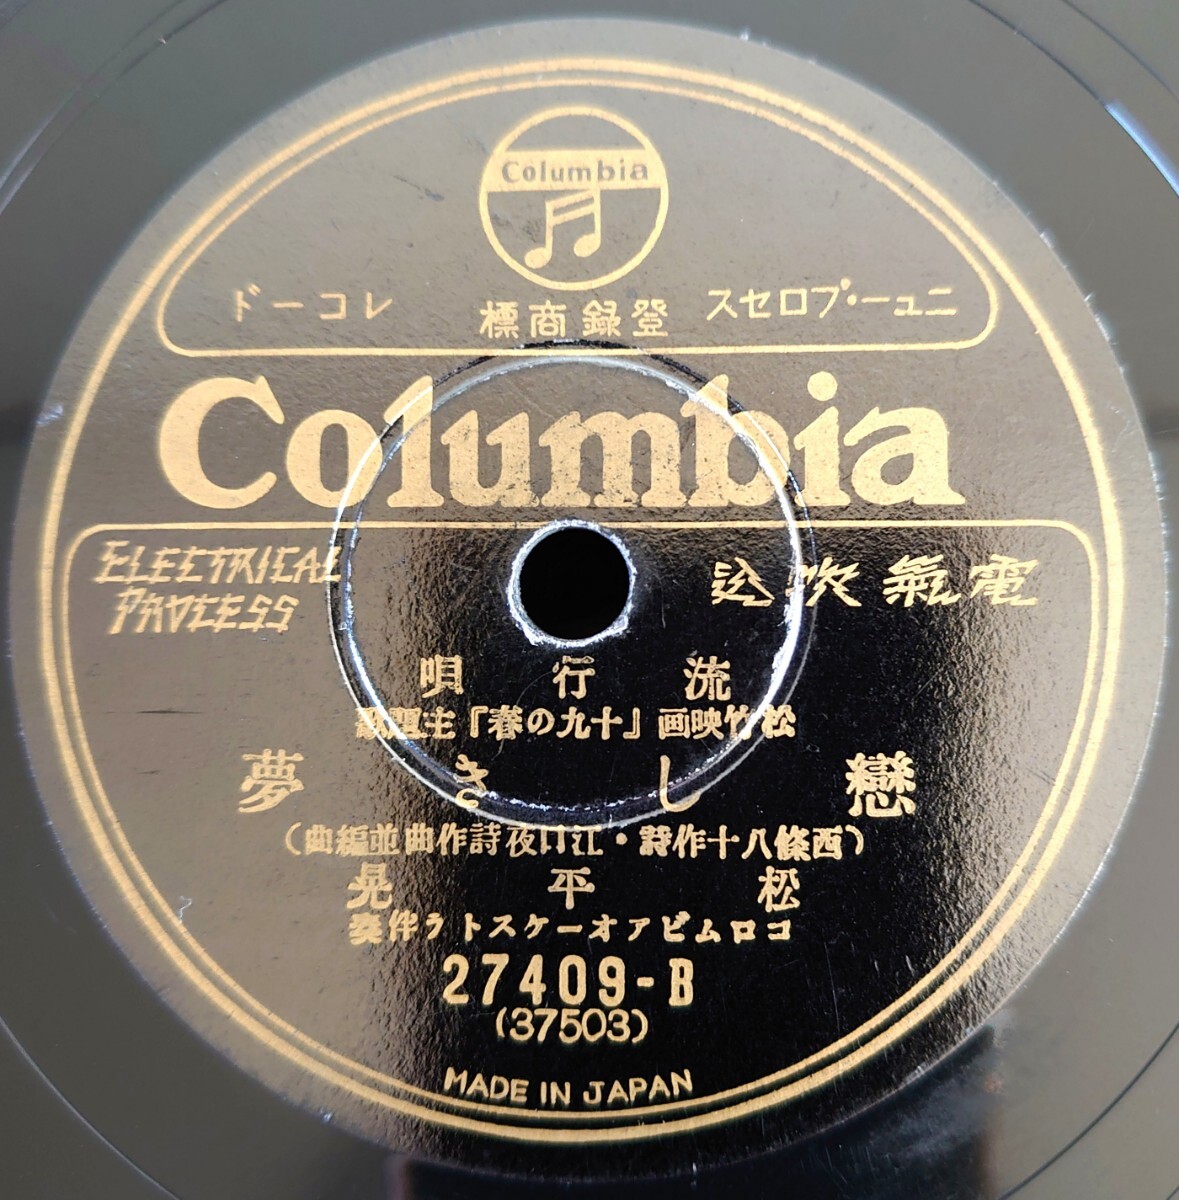 Columbia
ニュー・プロセス 登録商標 レコード
Columbia
ELECTRICAL
PROCESS
電氣吹込
流行唄
松竹映画『十九の春』主題歌
戀しき夢
(西條八十作詩・江口夜詩作曲並編曲)
松平晃
コロムビアオーケストラ伴奏
27409-B
(37503)
MADE IN JAPAN